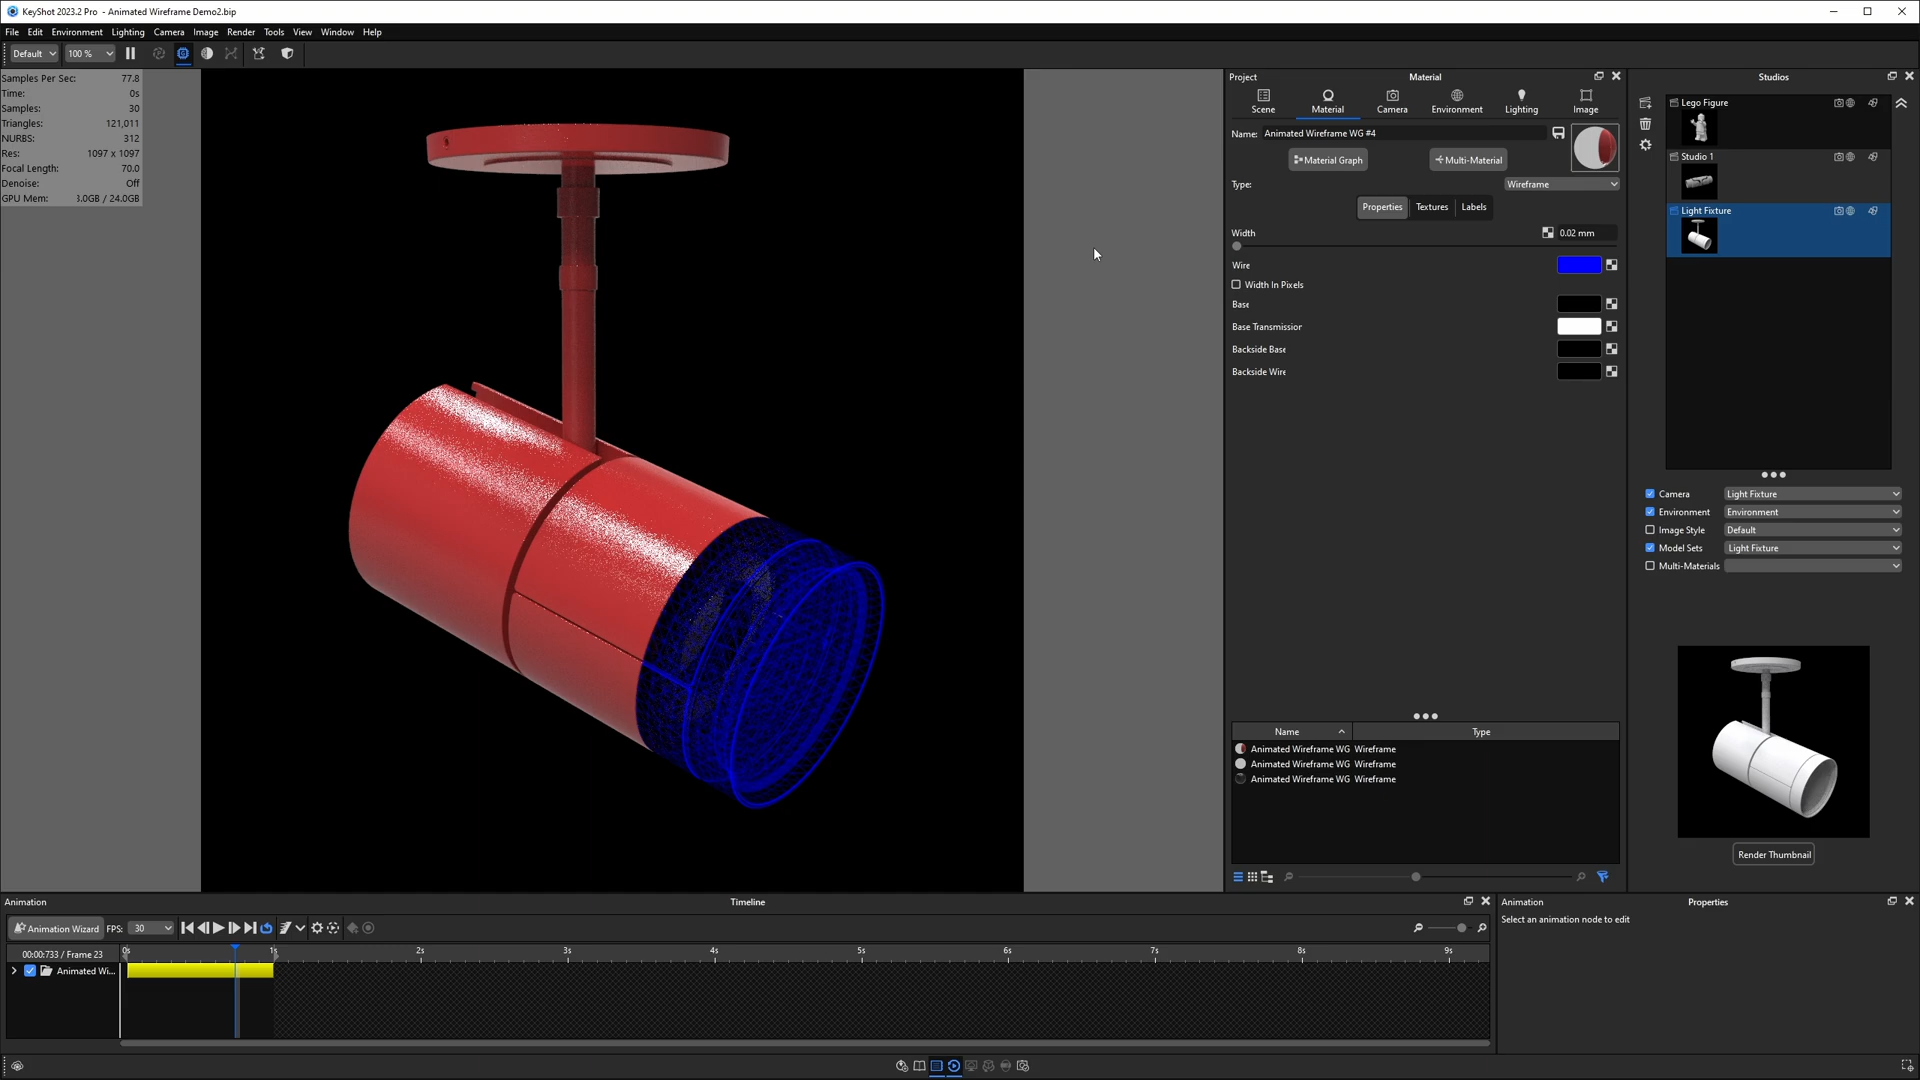 KeyShot 2023.2 Pro - Animated Wireframe Demo2.bip
File Edit Environment Lighting Camera Image Render Tools View Window Help
Default 100 %
Samples Per Sec: 77.8
Time: 0s
Samples: 30
Triangles: 121,011
NURBS: 312
Res: 1097 x 1097
Focal Length: 70.0
Denoise: Off
GPU Mem: 3.0GB / 24.0GB
Project Material
Scene Material Camera Environment Lighting Image
Name: Animated Wireframe WG #4
Material Graph Multi-Material
Type: Wireframe
Properties Textures Labels
Width 0.02 mm
Wire
Width In Pixels
Base
Base Transmission
Backside Base
Backside Wire
Name Type
Animated Wireframe WG Wireframe
Animated Wireframe WG Wireframe
Animated Wireframe WG Wireframe
Studios
Lego Figure
Studio 1
Light Fixture
Camera Light Fixture
Environment Environment
Image Style Default
Model Sets Light Fixture
Multi-Materials
Render Thumbnail
Animation Timeline
Animation Wizard FPS: 30
00:00:733 / Frame 23 0s 1s 2s 3s 4s 5s 6s 7s 8s 9s
Animated Wi...
Animation Properties
Select an animation node to edit